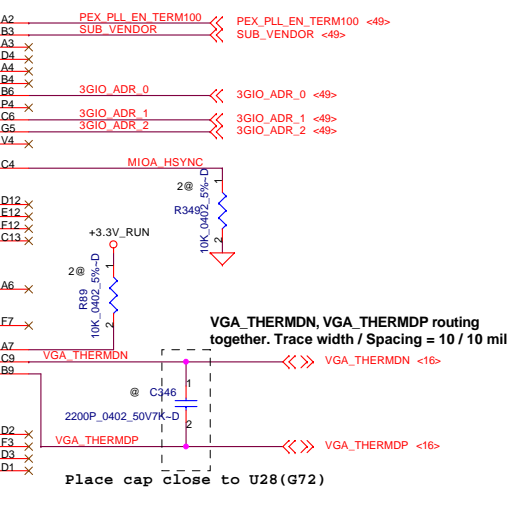 A2 PEX_PLL_EN_TERM100 PEX_PLL_EN_TERM100 <49>
B3 SUB_VENDOR SUB_VENDOR <49>
A3
D4
A4
B4
B6 3GIO_ADR_0 3GIO_ADR_0 <49>
P4
C6 3GIO_ADR_1 3GIO_ADR_1 <49>
G5 3GIO_ADR_2 3GIO_ADR_2 <49>
V4
C4 MIOA_HSYNC
1
2@
R349
10K_0402_5%~D
2
D12
E12
F12
C13
+3.3V_RUN
1
2@
R89
10K_0402_5%~D
2
A6
F7
A7
VGA_THERMDN, VGA_THERMDP routing
together. Trace width / Spacing = 10 / 10 mil
C9 VGA_THERMDN VGA_THERMDN <16>
B9
1
@ C346
2200P_0402_50V7K~D
2
D2
F3 VGA_THERMDP VGA_THERMDP <16>
D3
D1
Place cap close to U28(G72)